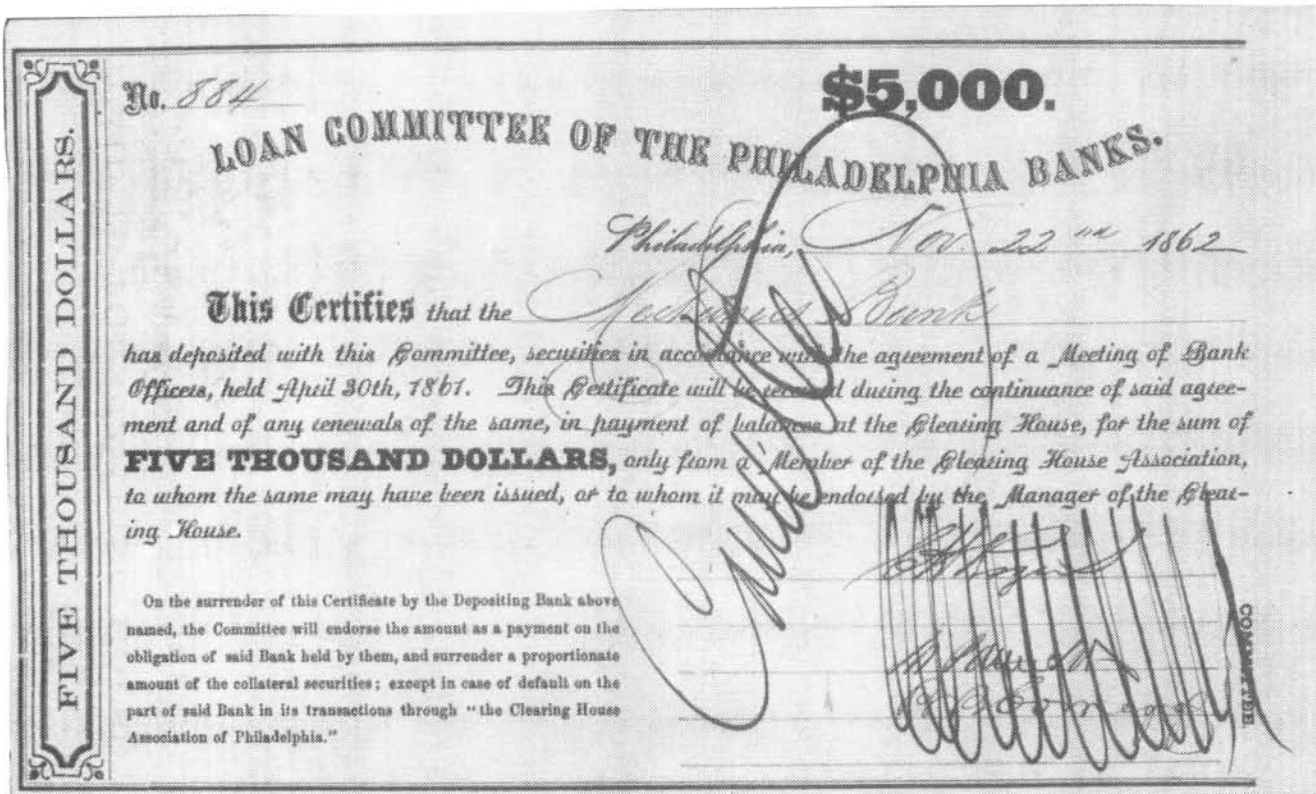 FIVE THOUSAND DOLLARS.
No. 884
$5,000.
LOAN COMMITTEE OF THE PHILADELPHIA BANKS.
Philadelphia, Nov. 22nd 1862
This Certifies that the Mechanics Bank
has deposited with this Committee, securities in accordance with the agreement of a Meeting of Bank
Officers, held April 30th, 1861. This Certificate will be received during the continuance of said agree-
ment and of any renewals of the same, in payment of balances at the Clearing House, for the sum of
FIVE THOUSAND DOLLARS, only from a Member of the Clearing House Association,
to whom the same may have been issued, or to whom it may be endorsed by the Manager of the Clear-
ing House.
On the surrender of this Certificate by the Depositing Bank above
named, the Committee will endorse the amount as a payment on the
obligation of said Bank held by them, and surrender a proportionate
amount of the collateral securities; except in case of default on the
part of said Bank in its transactions through "the Clearing House
Association of Philadelphia."
COMMITTEE